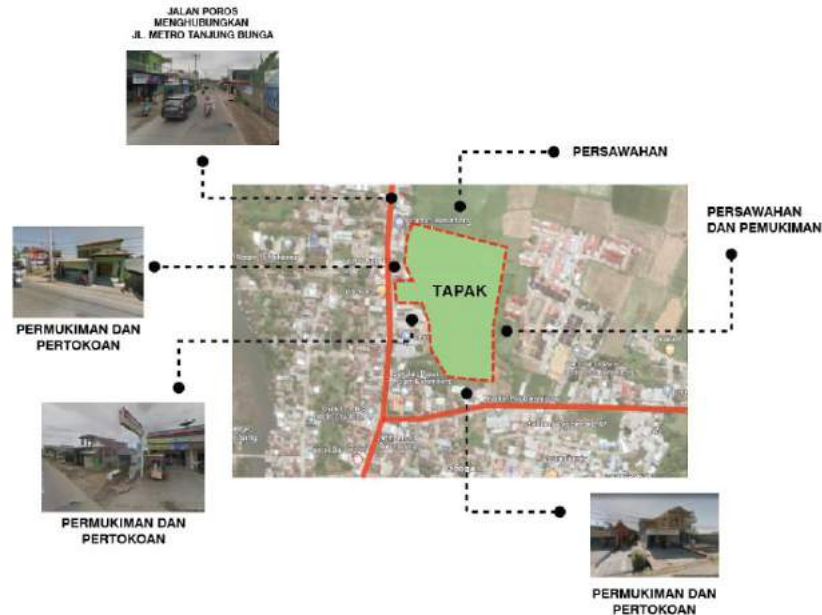 JALAN POROS
MENGHUBUNGKAN
JL. METRO TANJUNG BUNGA
PERSAWAHAN
PERSAWAHAN
DAN PEMUKIMAN
TAPAK
PERMUKIMAN DAN
PERTOKOAN
PERMUKIMAN DAN
PERTOKOAN
PERMUKIMAN DAN
PERTOKOAN